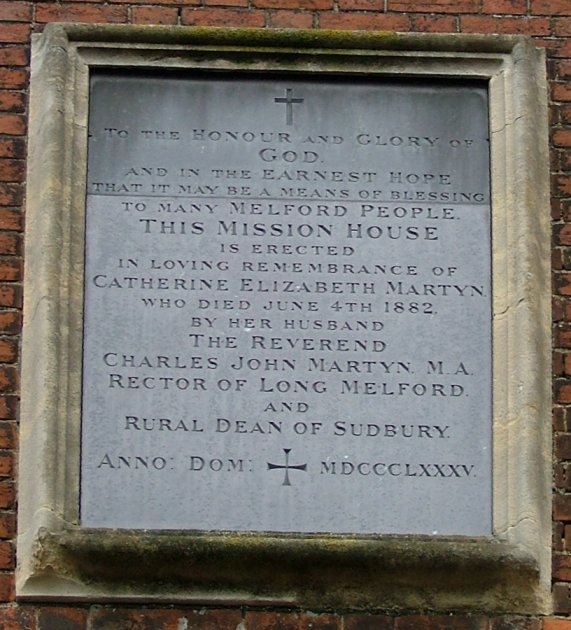 To the Honour and Glory of
GOD.
and in the earnest hope
that it may be a means of blessing
to many Melford People.
This Mission House
is erected
in loving remembrance of
Catherine Elizabeth Martyn.
who died June 4th 1882,
by her husband
The Reverend
Charles John Martyn. M.A.
Rector of Long Melford.
and
Rural Dean of Sudbury.
Anno: Dom: MDCCCLXXXV.